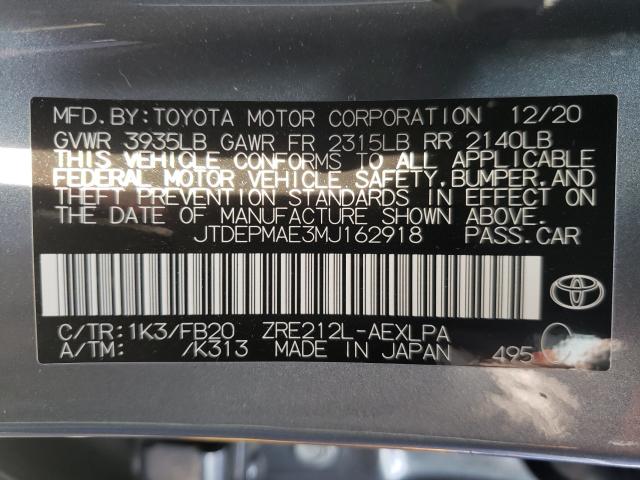 MFD.BY:TOYOTA MOTOR CORPORATION 12/20
GVWR 3935LB GAWR FR 2315LB RR 2140LB
THIS VEHICLE CONFORMS TO ALL APPLICABLE
FEDERAL MOTOR VEHICLE SAFETY,BUMPER,AND
THEFT PREVENTION STANDARDS IN EFFECT ON
THE DATE OF MANUFACTURE SHOWN ABOVE.
JTDEPMAE3MJ162918 PASS.CAR
C/TR:1K3/FB20 ZRE212L-AEXLPA
A/TM: /K313 MADE IN JAPAN 495